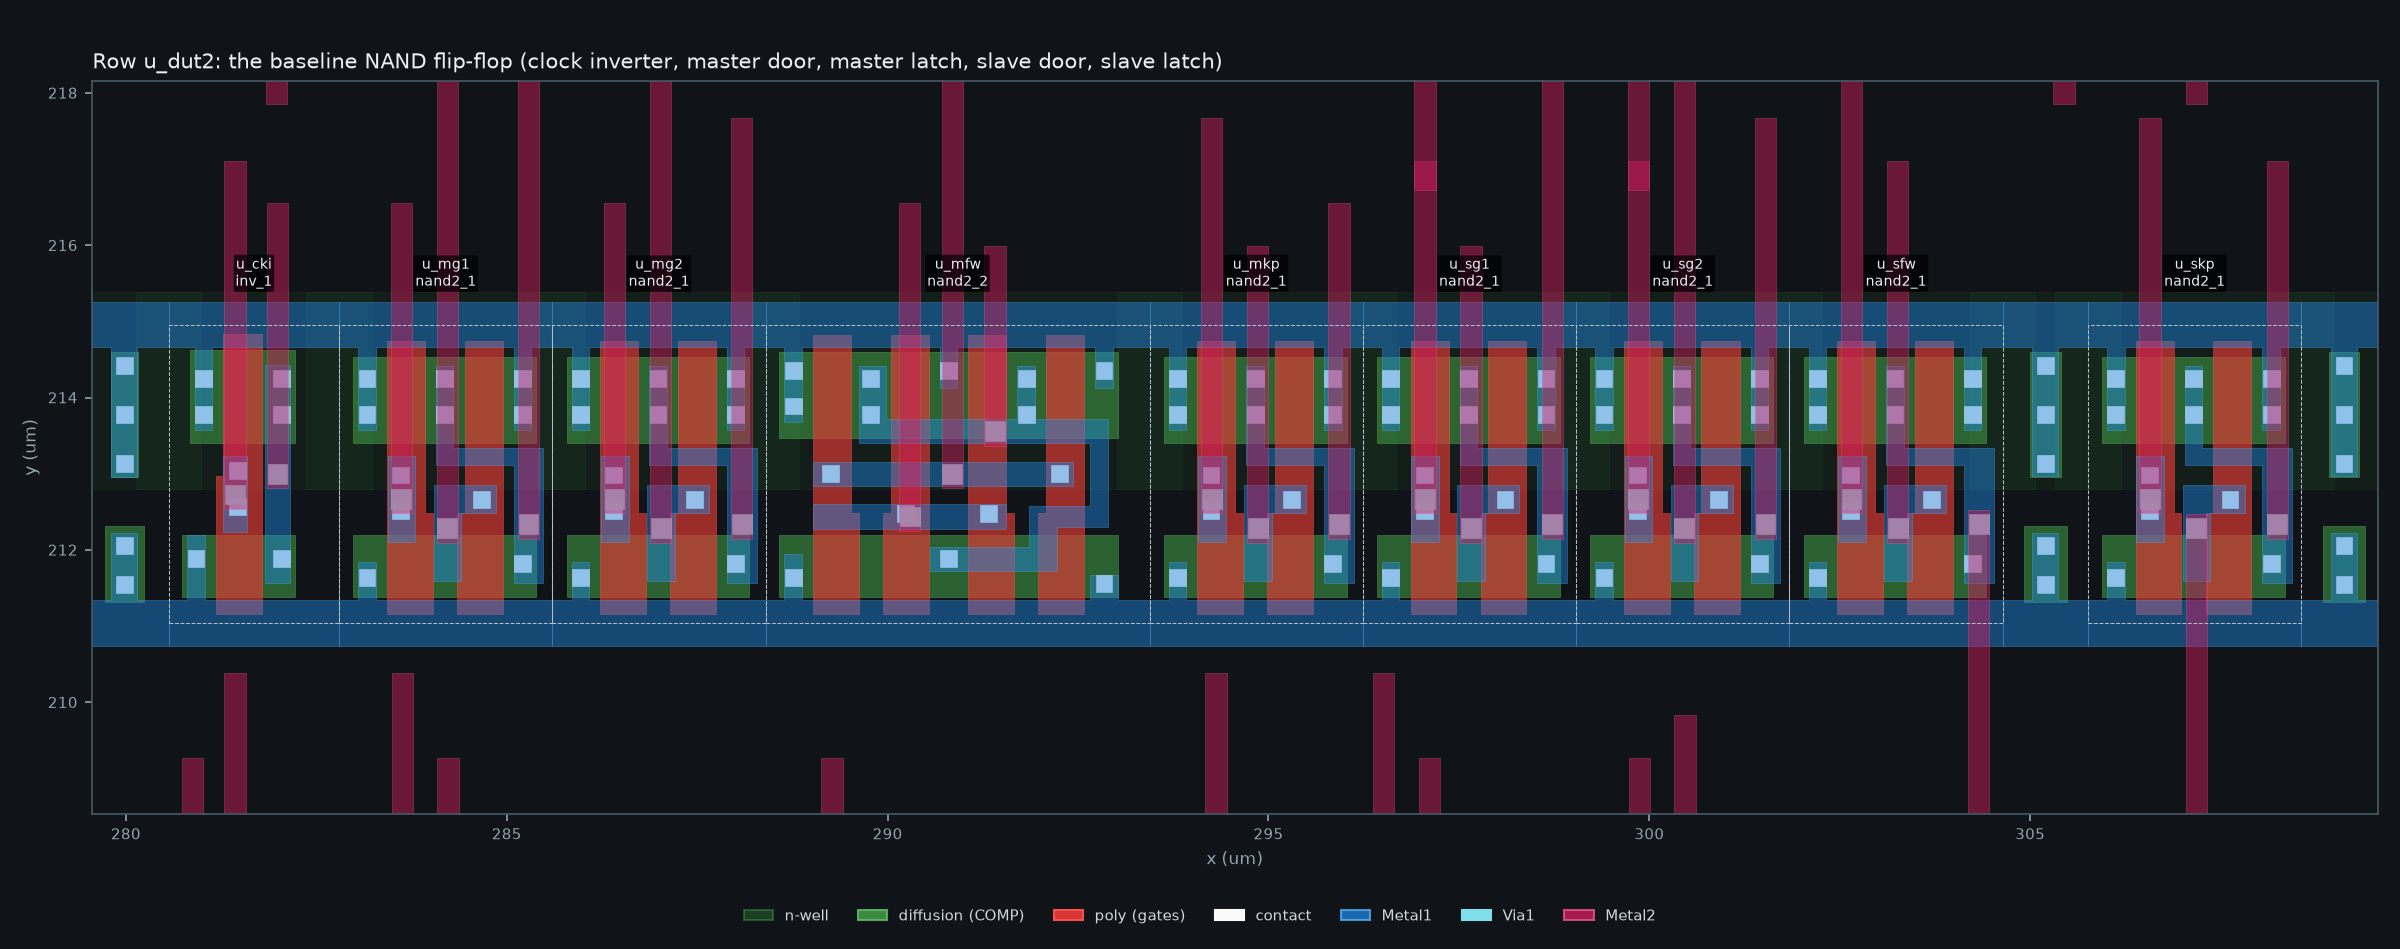 Row u_dut2: the baseline NAND flip-flop (clock inverter, master door, master latch, slave door, slave latch)
218
216
214
212
210
y (um)
u_cki
inv_1
u_mg1
nand2_1
u_mg2
nand2_1
u_mfw
nand2_2
u_mkp
nand2_1
u_sg1
nand2_1
u_sg2
nand2_1
u_sfw
nand2_1
u_skp
nand2_1
280
285
290
295
300
305
x (um)
n-well
diffusion (COMP)
poly (gates)
contact
Metal1
Via1
Metal2